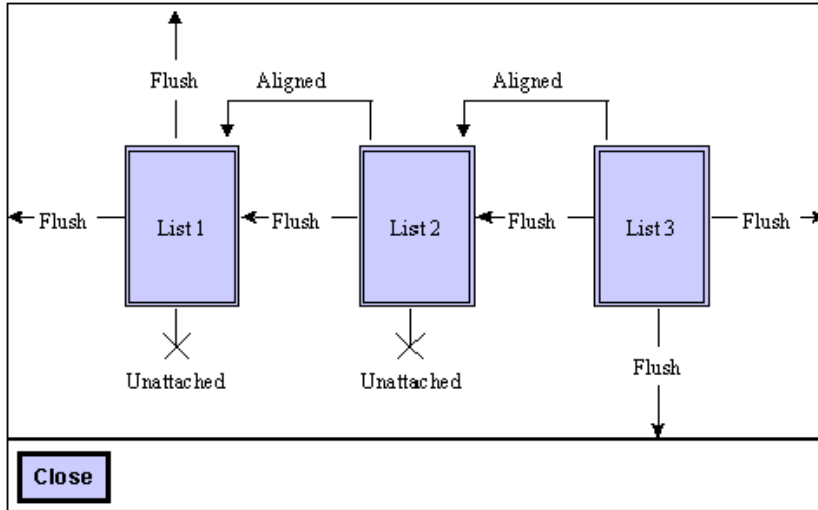 Flush
Aligned
Aligned
Flush
List 1
Flush
List 2
Flush
List 3
Flush
Unattached
Unattached
Flush
Close